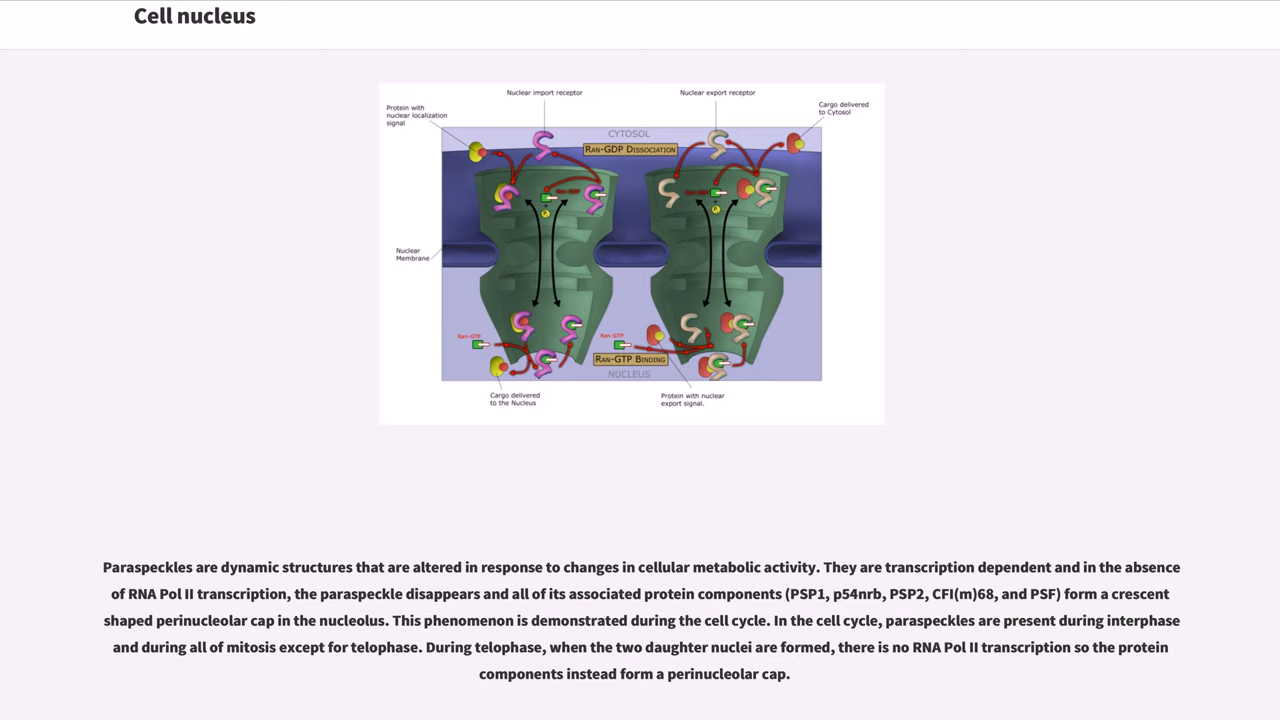 Cell nucleus
Nuclear import receptor
Nuclear export receptor
Protein with
nuclear localization
signal
Cargo delivered
to Cytosol
CYTOSOL
RAN-GDP DISSOCIATION
Ran-GDP
+
Pi
Ran-GDP
+
Pi
Nuclear
Membrane
Ran-GTP
Ran-GTP
RAN-GTP BINDING
NUCLEUS
Cargo delivered
to the Nucleus
Protein with nuclear
export signal.
Paraspeckles are dynamic structures that are altered in response to changes in cellular metabolic activity. They are transcription dependent and in the absence
of RNA Pol II transcription, the paraspeckle disappears and all of its associated protein components (PSP1, p54nrb, PSP2, CFI(m)68, and PSF) form a crescent
shaped perinucleolar cap in the nucleolus. This phenomenon is demonstrated during the cell cycle. In the cell cycle, paraspeckles are present during interphase
and during all of mitosis except for telophase. During telophase, when the two daughter nuclei are formed, there is no RNA Pol II transcription so the protein
components instead form a perinucleolar cap.